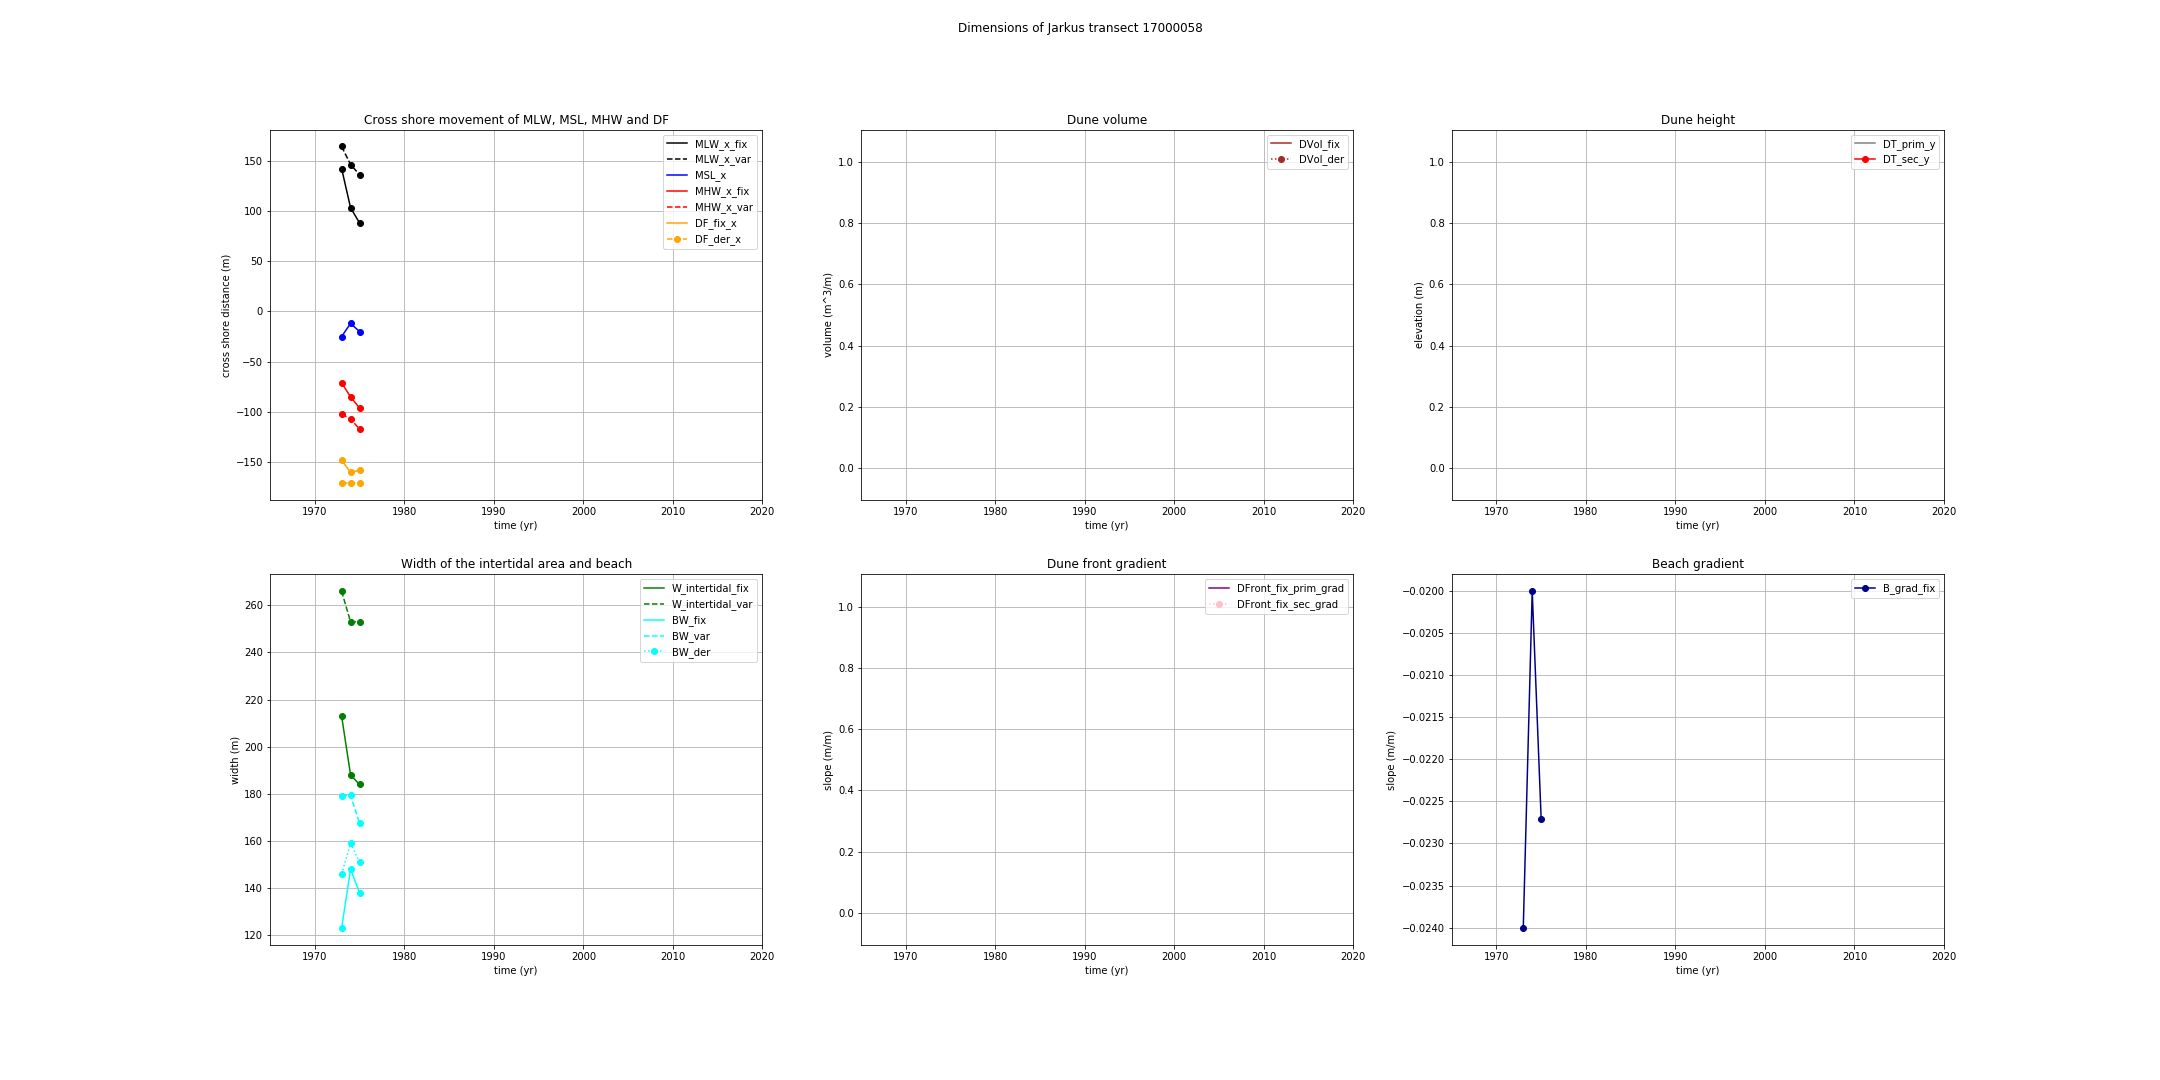 Dimensions of Jarkus transect 17000058
Cross shore movement of MLW, MSL, MHW and DF
cross shore distance (m)
150
100
50
0
−50
−100
−150
MLW_x_fix
MLW_x_var
MSL_x
MHW_x_fix
MHW_x_var
DF_fix_x
DF_der_x
1970 1980 1990 2000 2010 2020
time (yr)
Dune volume
volume (m^3/m)
1.0
0.8
0.6
0.4
0.2
0.0
DVol_fix
DVol_der
1970 1980 1990 2000 2010 2020
time (yr)
Dune height
elevation (m)
1.0
0.8
0.6
0.4
0.2
0.0
DT_prim_y
DT_sec_y
1970 1980 1990 2000 2010 2020
time (yr)
Width of the intertidal area and beach
width (m)
260
240
220
200
180
160
140
120
W_intertidal_fix
W_intertidal_var
BW_fix
BW_var
BW_der
1970 1980 1990 2000 2010 2020
time (yr)
Dune front gradient
slope (m/m)
1.0
0.8
0.6
0.4
0.2
0.0
DFront_fix_prim_grad
DFront_fix_sec_grad
1970 1980 1990 2000 2010 2020
time (yr)
Beach gradient
slope (m/m)
−0.0200
−0.0205
−0.0210
−0.0215
−0.0220
−0.0225
−0.0230
−0.0235
−0.0240
B_grad_fix
1970 1980 1990 2000 2010 2020
time (yr)